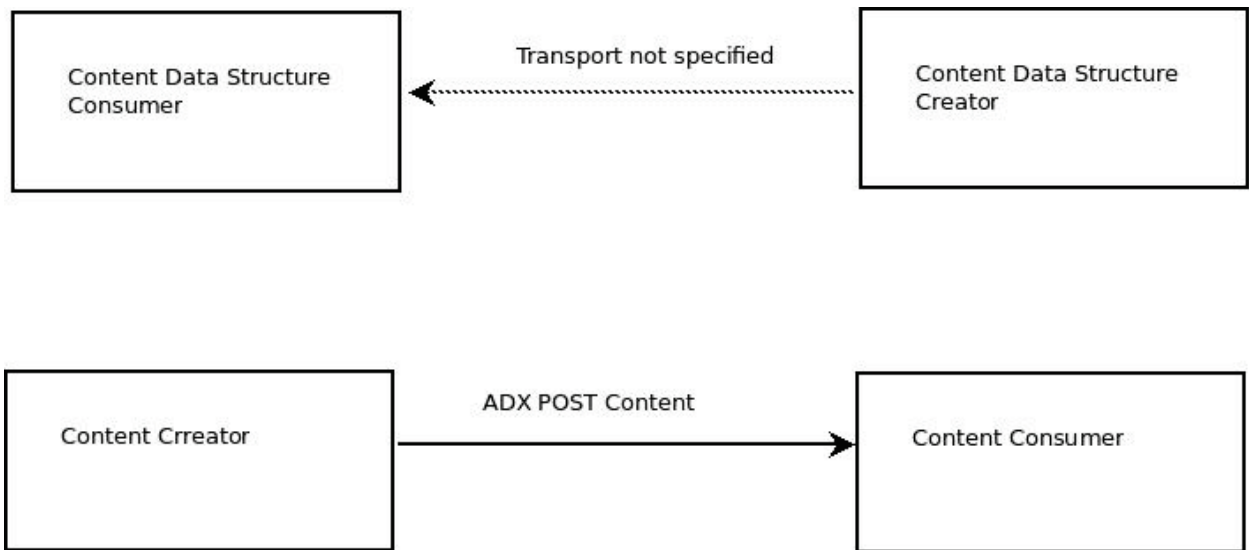 Content Data Structure
Consumer
Transport not specified
Content Data Structure
Creator
Content Crreator
ADX POST Content
Content Consumer